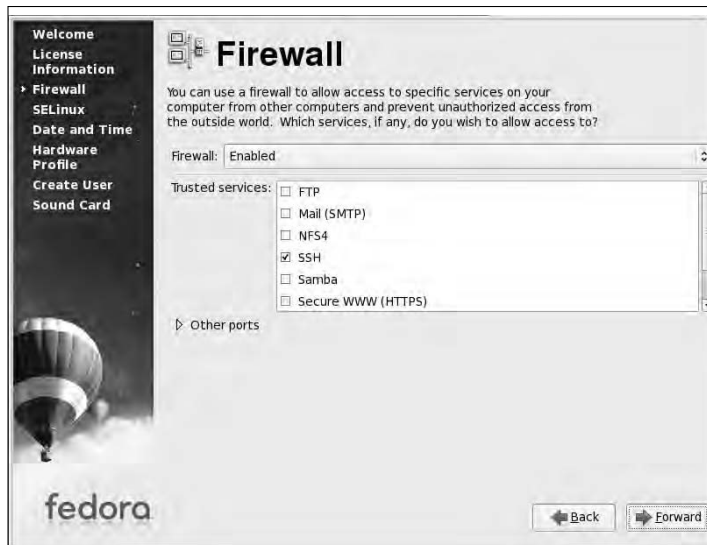 Welcome
License
Information
Firewall
SELinux
Date and Time
Hardware
Profile
Create User
Sound Card
Firewall
You can use a firewall to allow access to specific services on your
computer from other computers and prevent unauthorized access from
the outside world. Which services, if any, do you wish to allow access to?
Firewall: Enabled
Trusted services:
FTP
Mail (SMTP)
NFS4
SSH
Samba
Secure WWW (HTTPS)
Other ports
fedora
Back
Forward